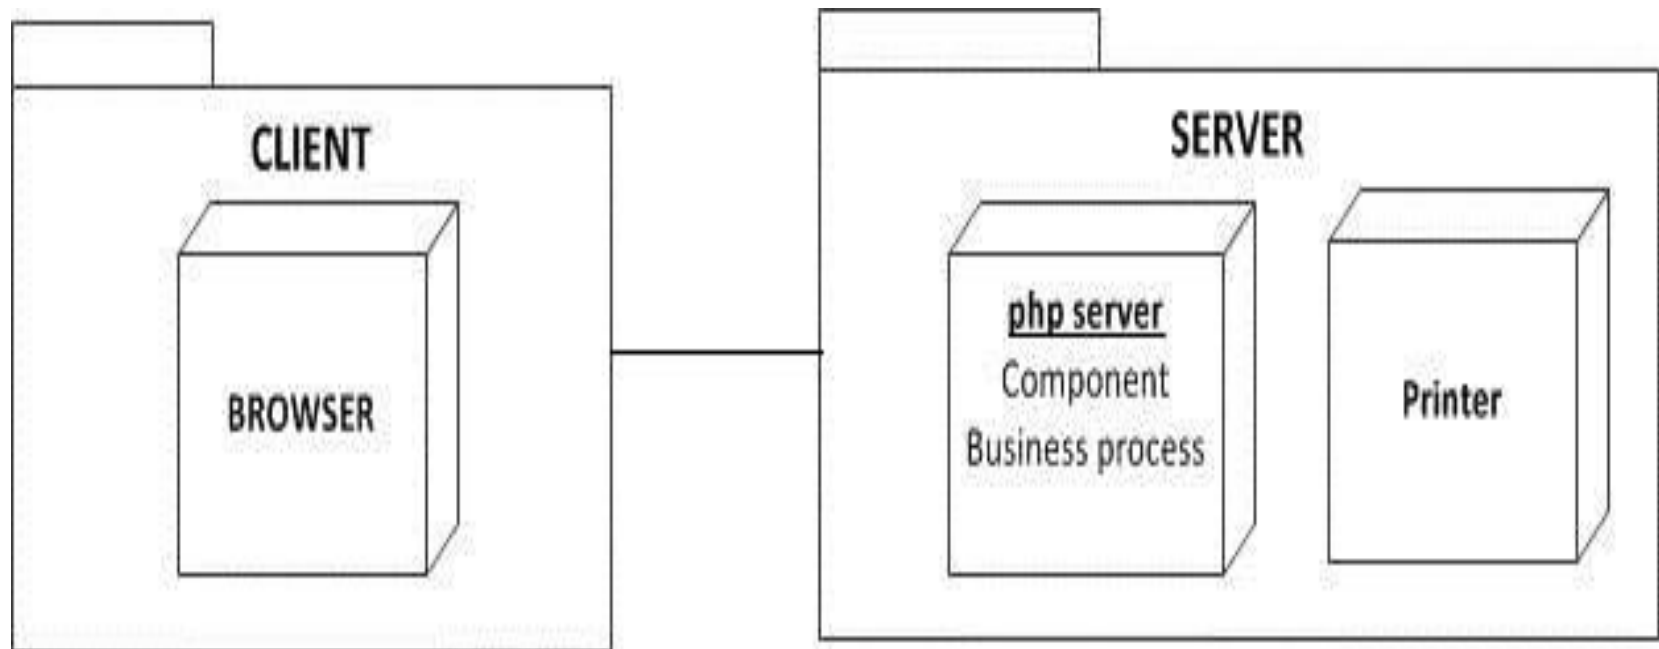 CLIENT
BROWSER
SERVER
php server
Component
Business process
Printer